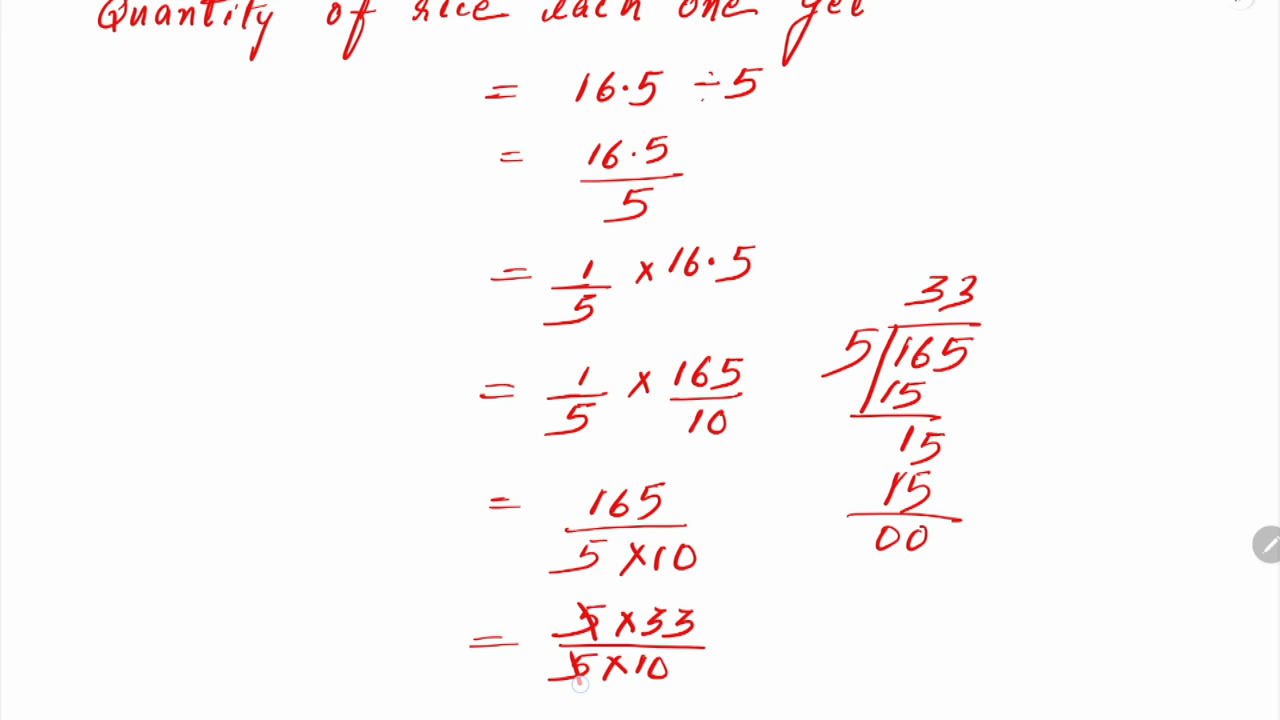 Quantity of rice each one get
= 16.5 ÷ 5
= 16.5
5
= 1/5 × 16.5
= 1/5 × 165/10
= 165
5 × 10
= 5 × 33
5 × 10
33
5 165
15
15
15
00